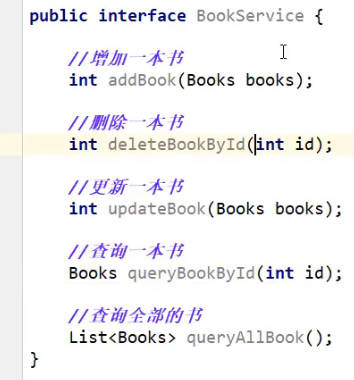 public interface BookService {
//增加一本书
int addBook(Books books);
//删除一本书
int deleteBookById(int id);
//更新一本书
int updateBook(Books books);
//查询一本书
Books queryBookById(int id);
//查询全部的书
List<Books> queryAllBook();
}